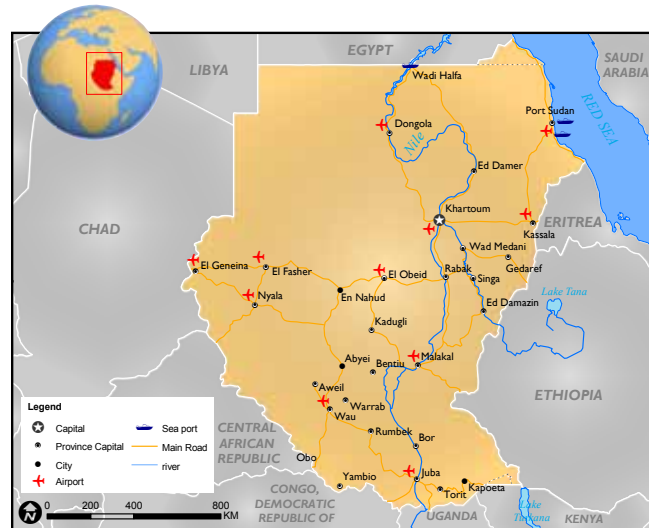 EGYPT
SAUDI
ARABIA
LIBYA
Wadi Halfa
RED SEA
Port Sudan
Dongola
Nile
Ed Damer
Khartoum
CHAD
ERITREA
Kassala
Wad Medani
Gedaref
El Geneina
El Fasher
El Obeid
Rabak
Singa
Lake Tana
Nyala
En Nahud
Ed Damazin
Kadugli
Abyei
Bentiu
Malakal
ETHIOPIA
Aweil
Warrab
Wau
Rumbek
Bor
CENTRAL
AFRICAN
REPUBLIC
Obo
Yambio
Juba
Torit
Kapoeta
CONGO,
DEMOCRATIC
REPUBLIC OF
UGANDA
Lake
Turkana
KENYA
Legend
Capital
Sea port
Province Capital
Main Road
City
river
Airport
N
0 200 400 800
KM